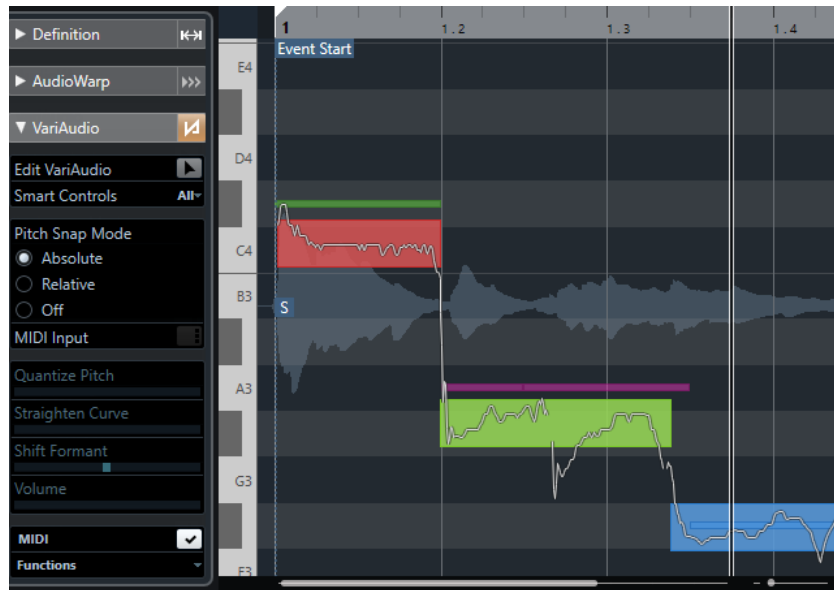 Definition
AudioWarp
VariAudio
Edit VariAudio
Smart Controls All
Pitch Snap Mode
Absolute
Relative
Off
MIDI Input
Quantize Pitch
Straighten Curve
Shift Formant
Volume
MIDI
Functions
1 1.2 1.3 1.4
Event Start
E4
D4
C4
B3
S
A3
G3
F3